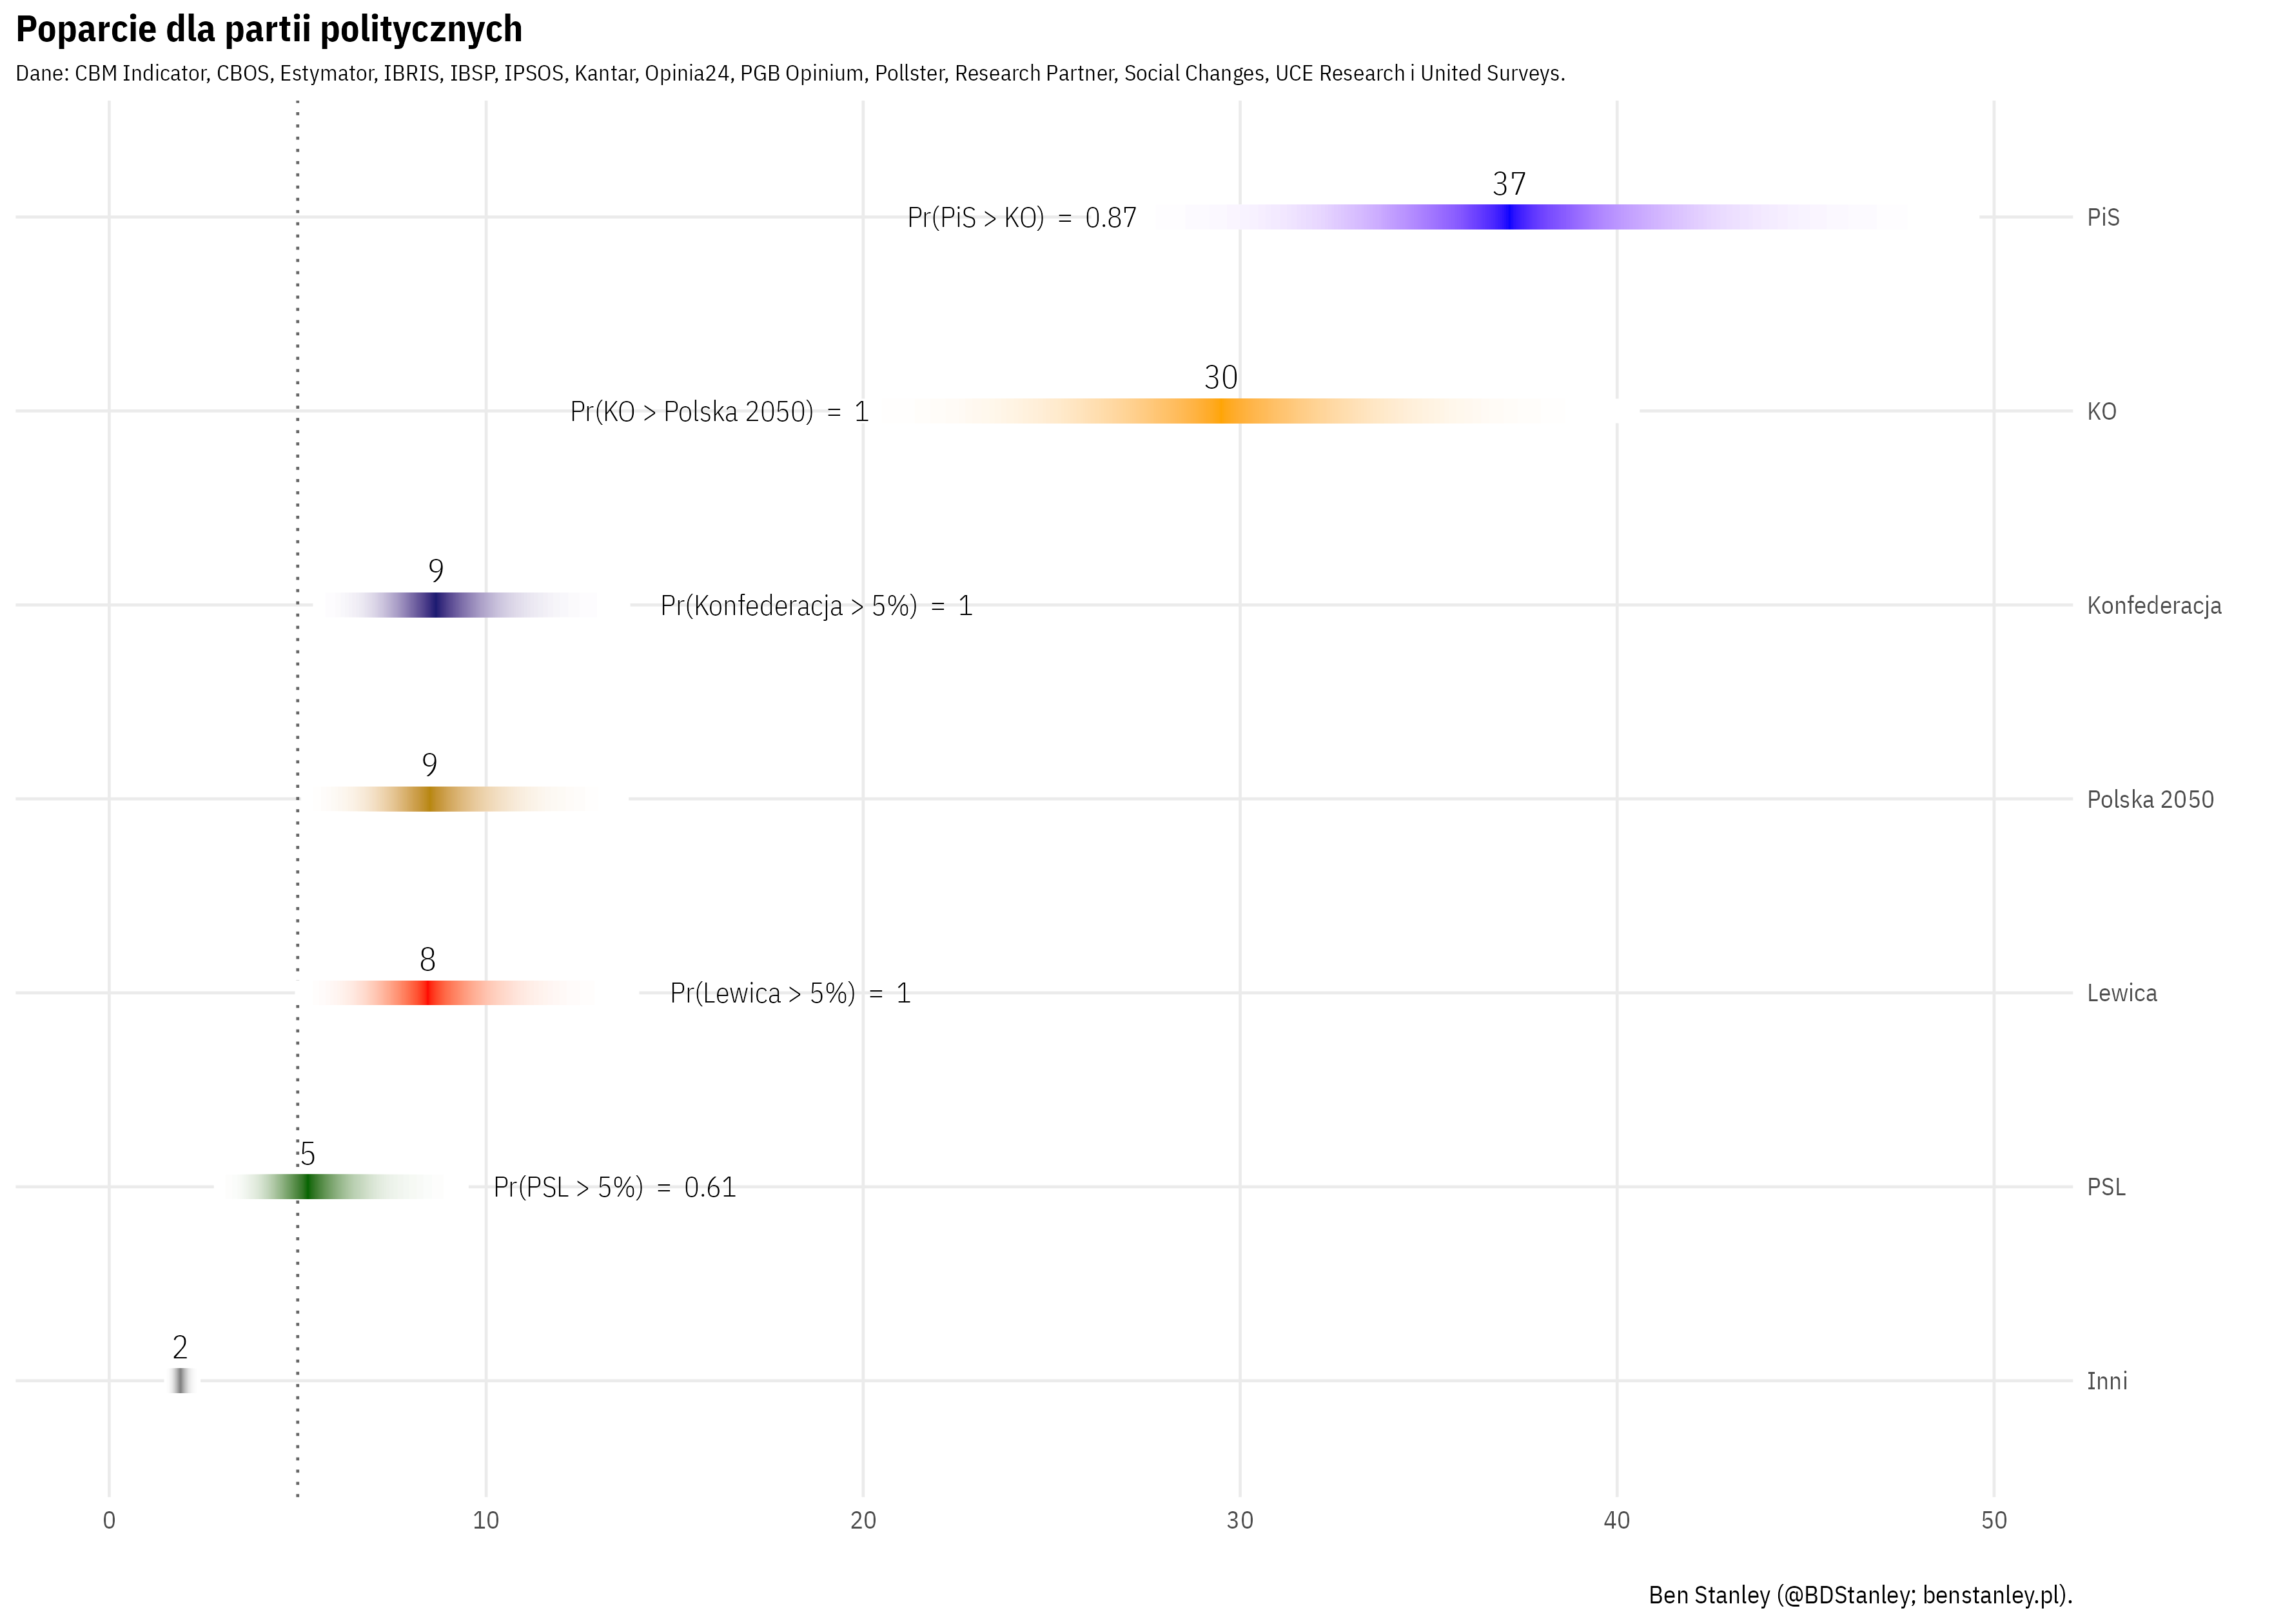 Poparcie dla partii politycznych
Dane: CBM Indicator, CBOS, Estymator, IBRIS, IBSP, IPSOS, Kantar, Opinia24, PGB Opinium, Pollster, Research Partner, Social Changes, UCE Research i United Surveys.
37
Pr(PiS > KO) = 0.87
PiS
30
Pr(KO > Polska 2050) = 1
KO
9
Pr(Konfederacja > 5%) = 1
Konfederacja
9
Polska 2050
8
Pr(Lewica > 5%) = 1
Lewica
5
Pr(PSL > 5%) = 0.61
PSL
2
Inni
0 10 20 30 40 50
Ben Stanley (@BDStanley; benstanley.pl).